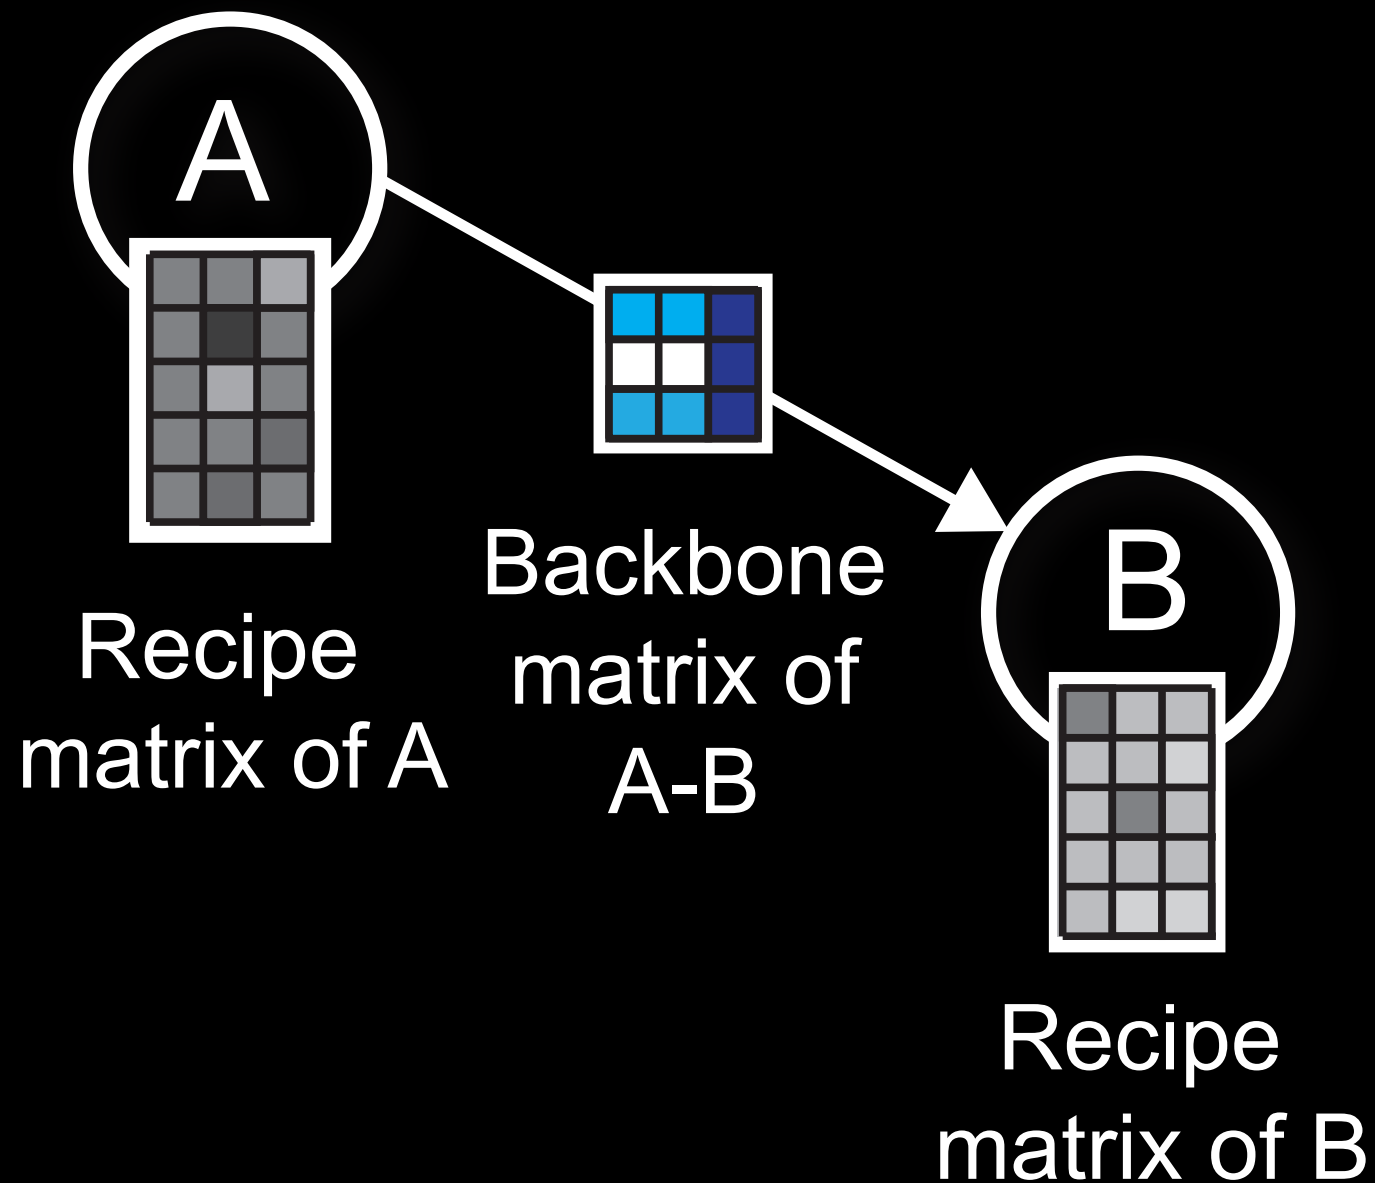 A
Recipe
matrix of A
Backbone
matrix of
A-B
B
Recipe
matrix of B